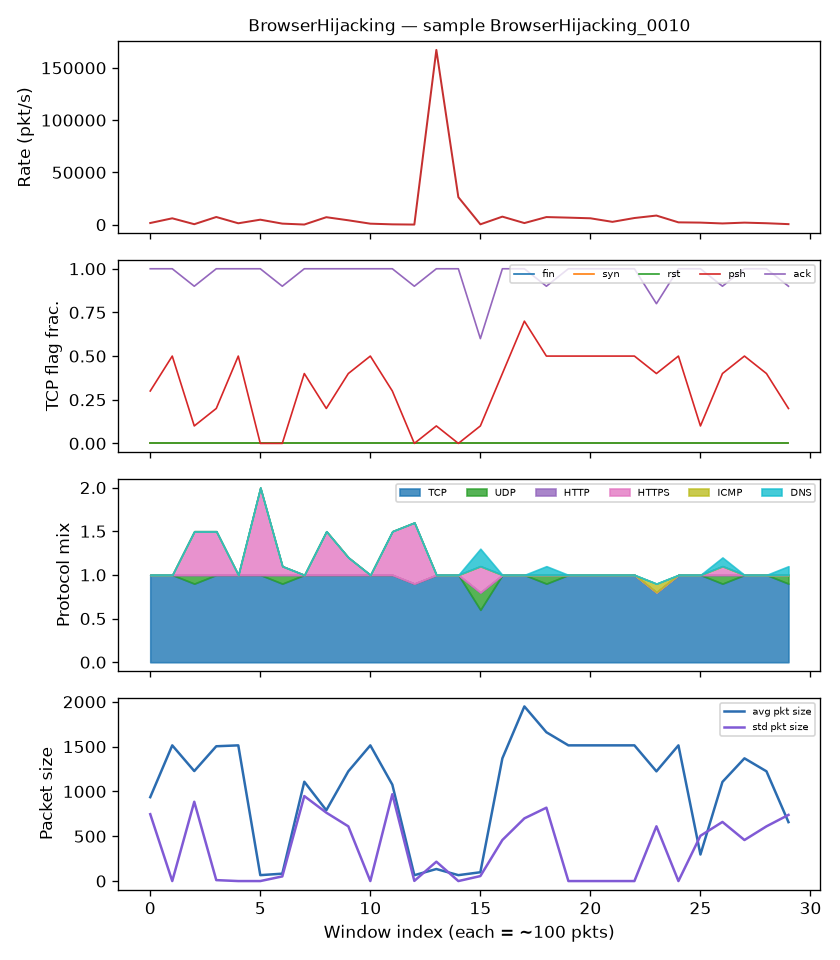 BrowserHijacking — sample BrowserHijacking_0010
Rate (pkt/s)
150000
100000
50000
0
TCP flag frac.
1.00
0.75
0.50
0.25
0.00
fin syn rst psh ack
Protocol mix
2.0
1.5
1.0
0.5
0.0
TCP UDP HTTP HTTPS ICMP DNS
Packet size
2000
1500
1000
500
0
avg pkt size
std pkt size
0 5 10 15 20 25 30
Window index (each = ~100 pkts)